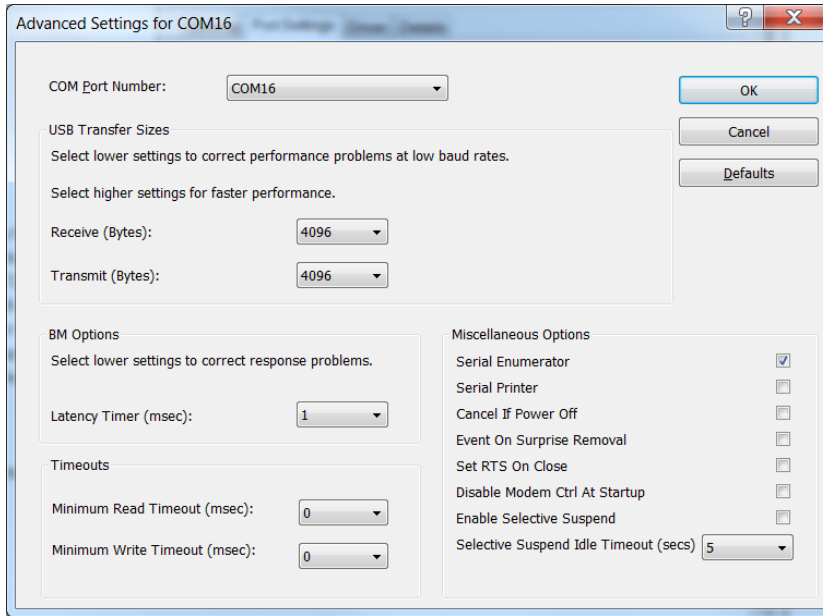 Advanced Settings for COM16
COM Port Number:
COM16
OK
USB Transfer Sizes
Cancel
Select lower settings to correct performance problems at low baud rates.
Defaults
Select higher settings for faster performance.
Receive (Bytes):
4096
Transmit (Bytes):
4096
BM Options
Select lower settings to correct response problems.
Latency Timer (msec):
1
Timeouts
Minimum Read Timeout (msec):
0
Minimum Write Timeout (msec):
0
Miscellaneous Options
Serial Enumerator
Serial Printer
Cancel If Power Off
Event On Surprise Removal
Set RTS On Close
Disable Modem Ctrl At Startup
Enable Selective Suspend
Selective Suspend Idle Timeout (secs)
5